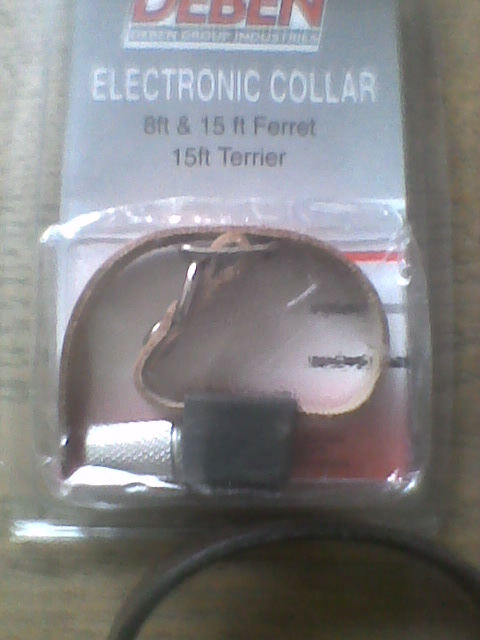 DEBEN
DEBEN GROUP INDUSTRIES
ELECTRONIC COLLAR
8ft & 15 ft Ferret
15ft Terrier